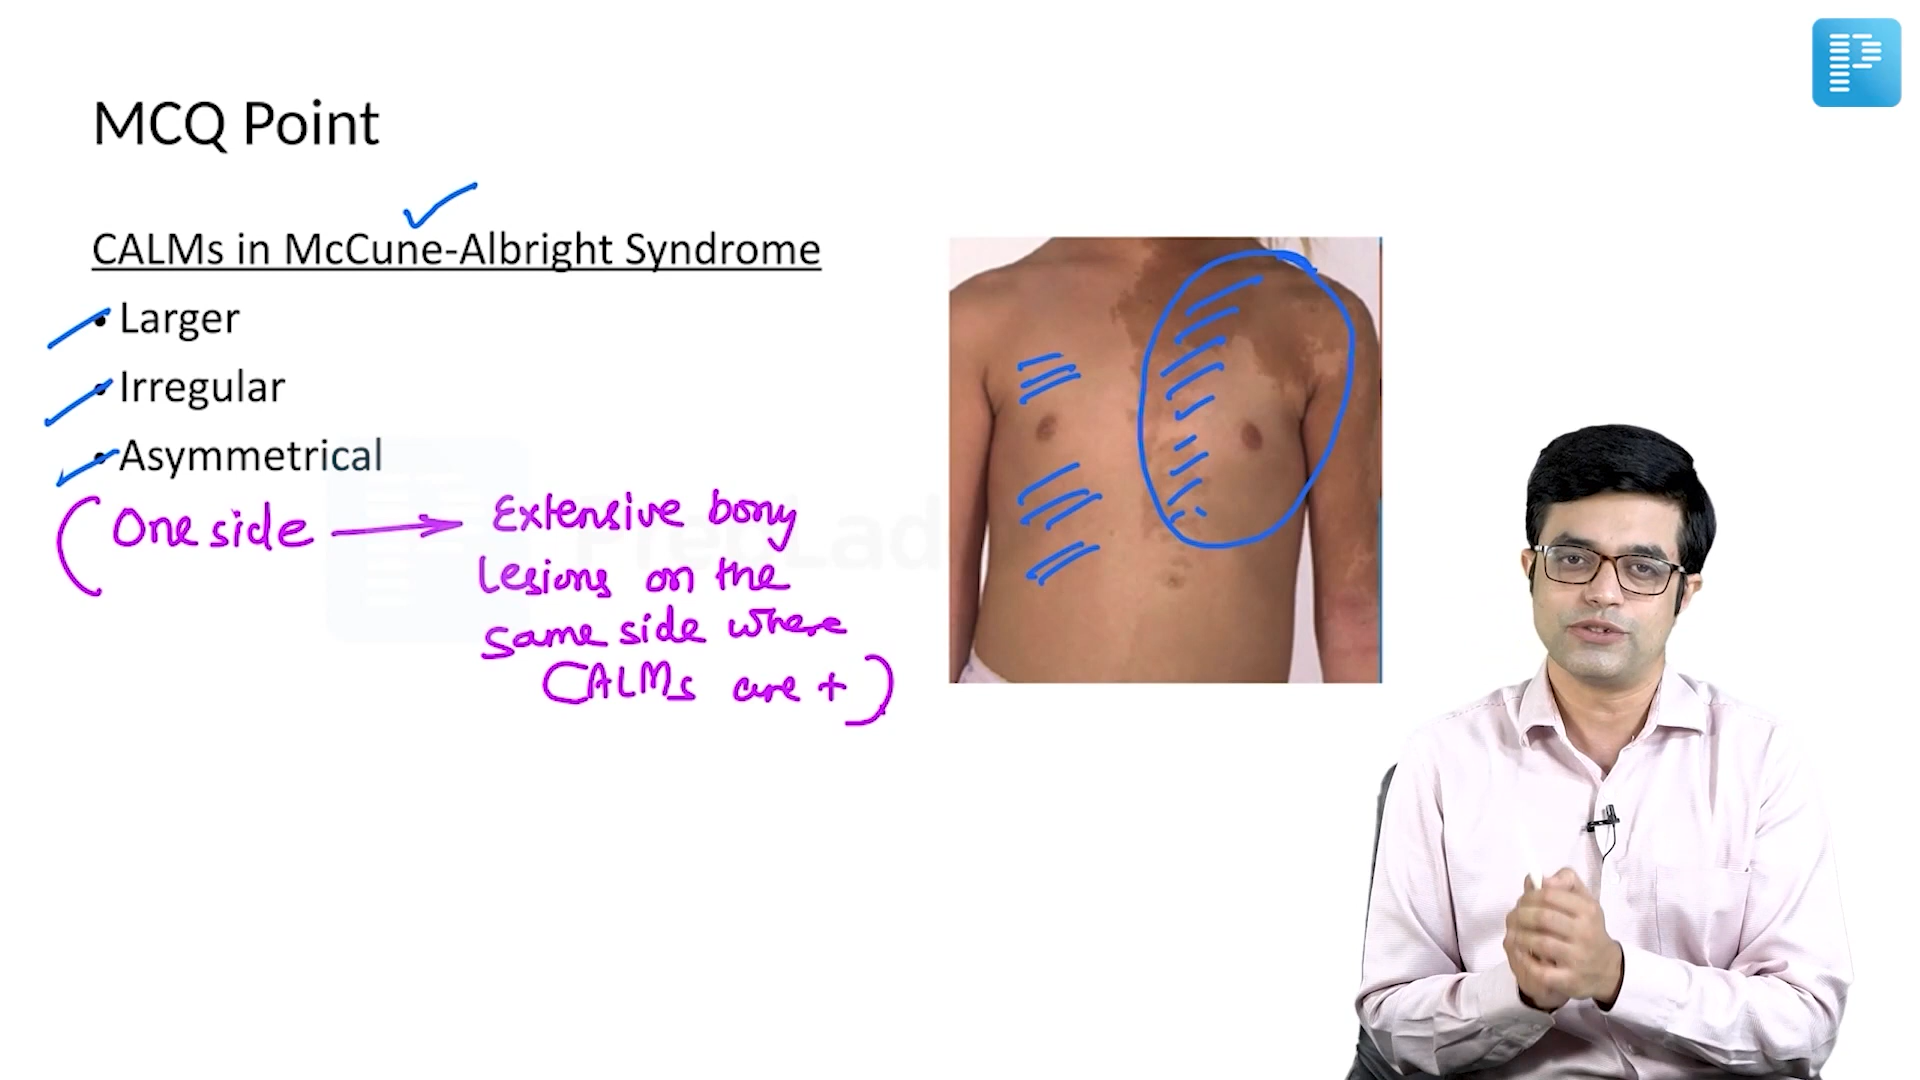 MCQ Point
CALMs in McCune-Albright Syndrome
• Larger
• Irregular
• Asymmetrical
(One side → Extensive bony
lesions on the
same side where
CALMs are +)
PrepLad